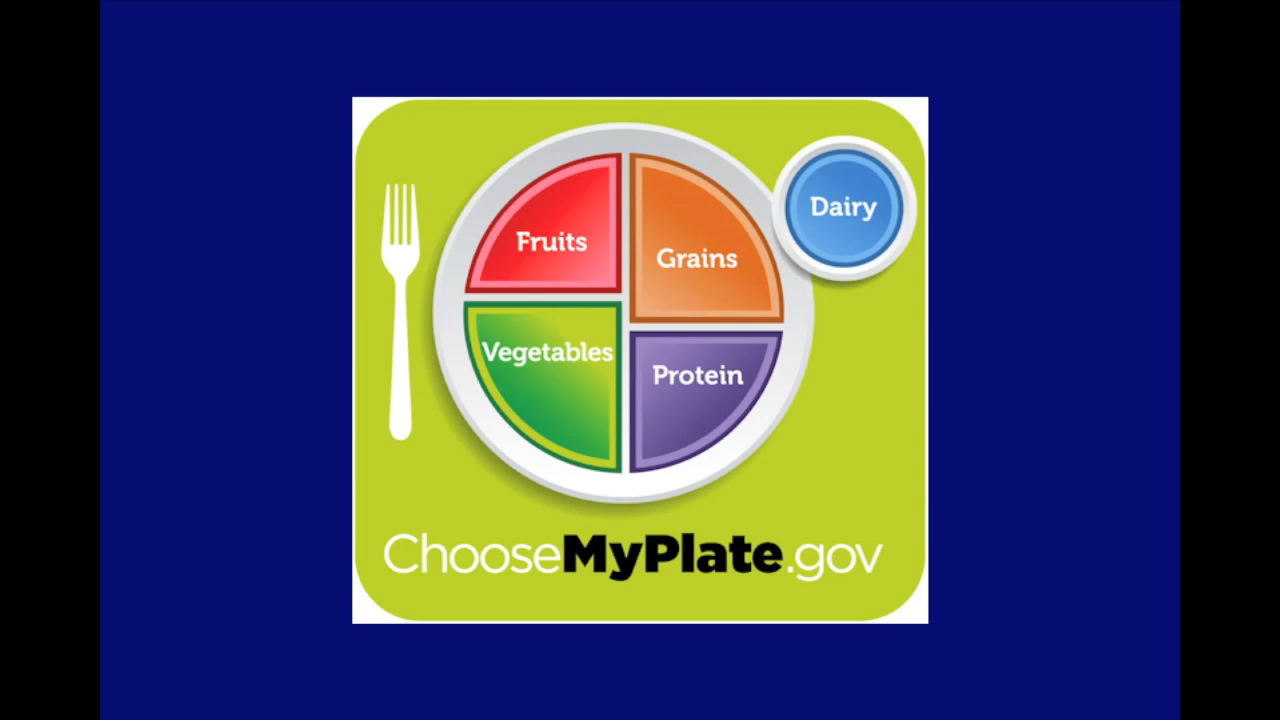 Dairy
Fruits
Grains
Vegetables
Protein
ChooseMyPlate.gov